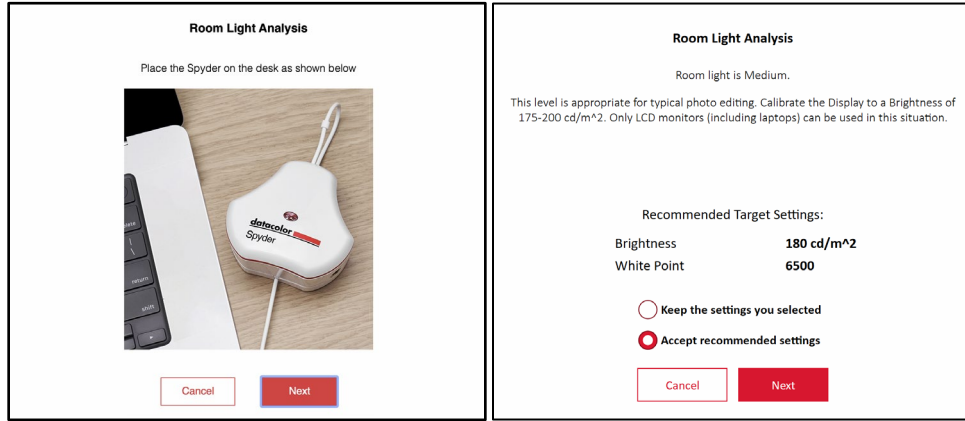 Room Light Analysis
Place the Spyder on the desk as shown below
return
shift
datacolor
Spyder
Cancel
Next
Room Light Analysis
Room light is Medium.
This level is appropriate for typical photo editing. Calibrate the Display to a Brightness of
175-200 cd/m^2. Only LCD monitors (including laptops) can be used in this situation.
Recommended Target Settings:
Brightness 180 cd/m^2
White Point 6500
Keep the settings you selected
Accept recommended settings
Cancel
Next